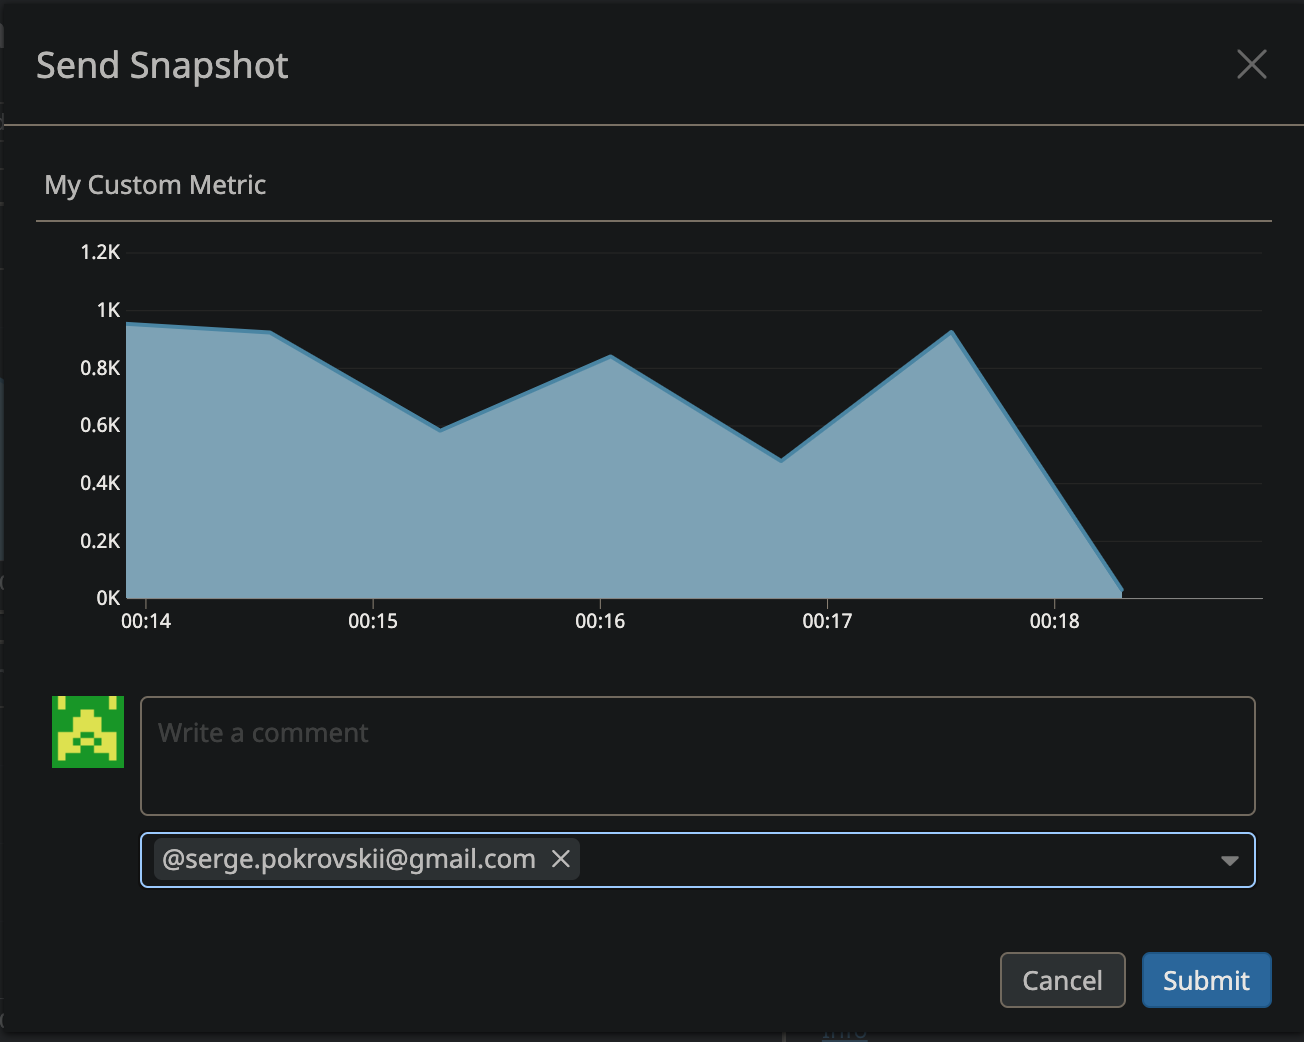 Send Snapshot
My Custom Metric
1.2K
1K
0.8K
0.6K
0.4K
0.2K
0K
00:14 00:15 00:16 00:17 00:18
Write a comment
@serge.pokrovskii@gmail.com
Cancel Submit